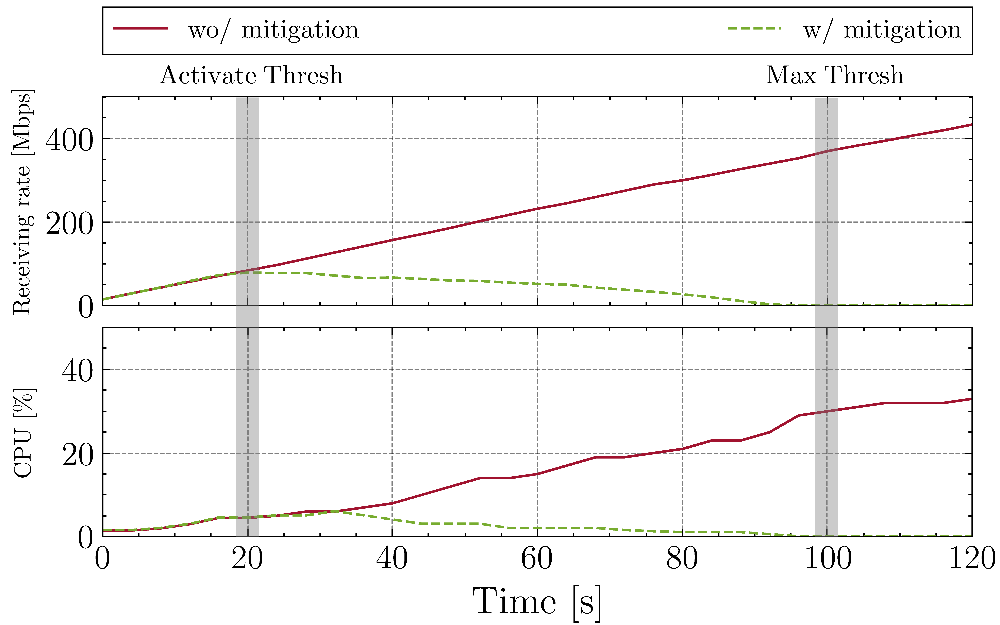 wo/ mitigation
w/ mitigation
Activate Thresh
Max Thresh
Receiving rate [Mbps]
400
200
0
CPU [%]
40
20
0
0 20 40 60 80 100 120
Time [s]